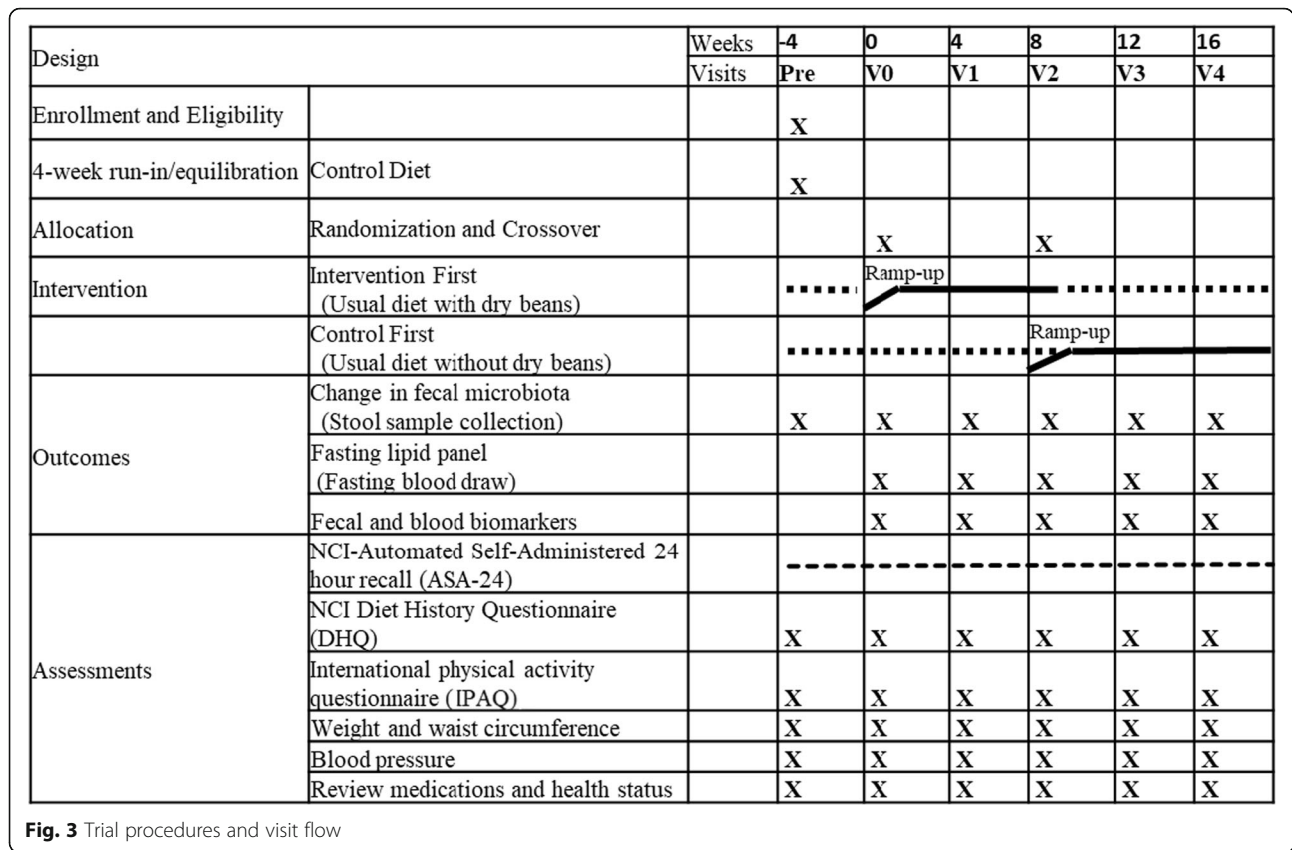 Design Weeks -4 0 4 8 12 16
Visits Pre V0 V1 V2 V3 V4
Enrollment and Eligibility X
4-week run-in/equilibration Control Diet X
Allocation Randomization and Crossover X X
Intervention Intervention First Ramp-up
(Usual diet with dry beans)
Control First Ramp-up
(Usual diet without dry beans)
Outcomes Change in fecal microbiota
(Stool sample collection) X X X X X X
Fasting lipid panel
(Fasting blood draw) X X X X X
Fecal and blood biomarkers X X X X X
Assessments NCI-Automated Self-Administered 24
hour recall (ASA-24)
NCI Diet History Questionnaire
(DHQ) X X X X X X
International physical activity
questionnaire (IPAQ) X X X X X X
Weight and waist circumference X X X X X X
Blood pressure X X X X X X
Review medications and health status X X X X X X
Fig. 3 Trial procedures and visit flow